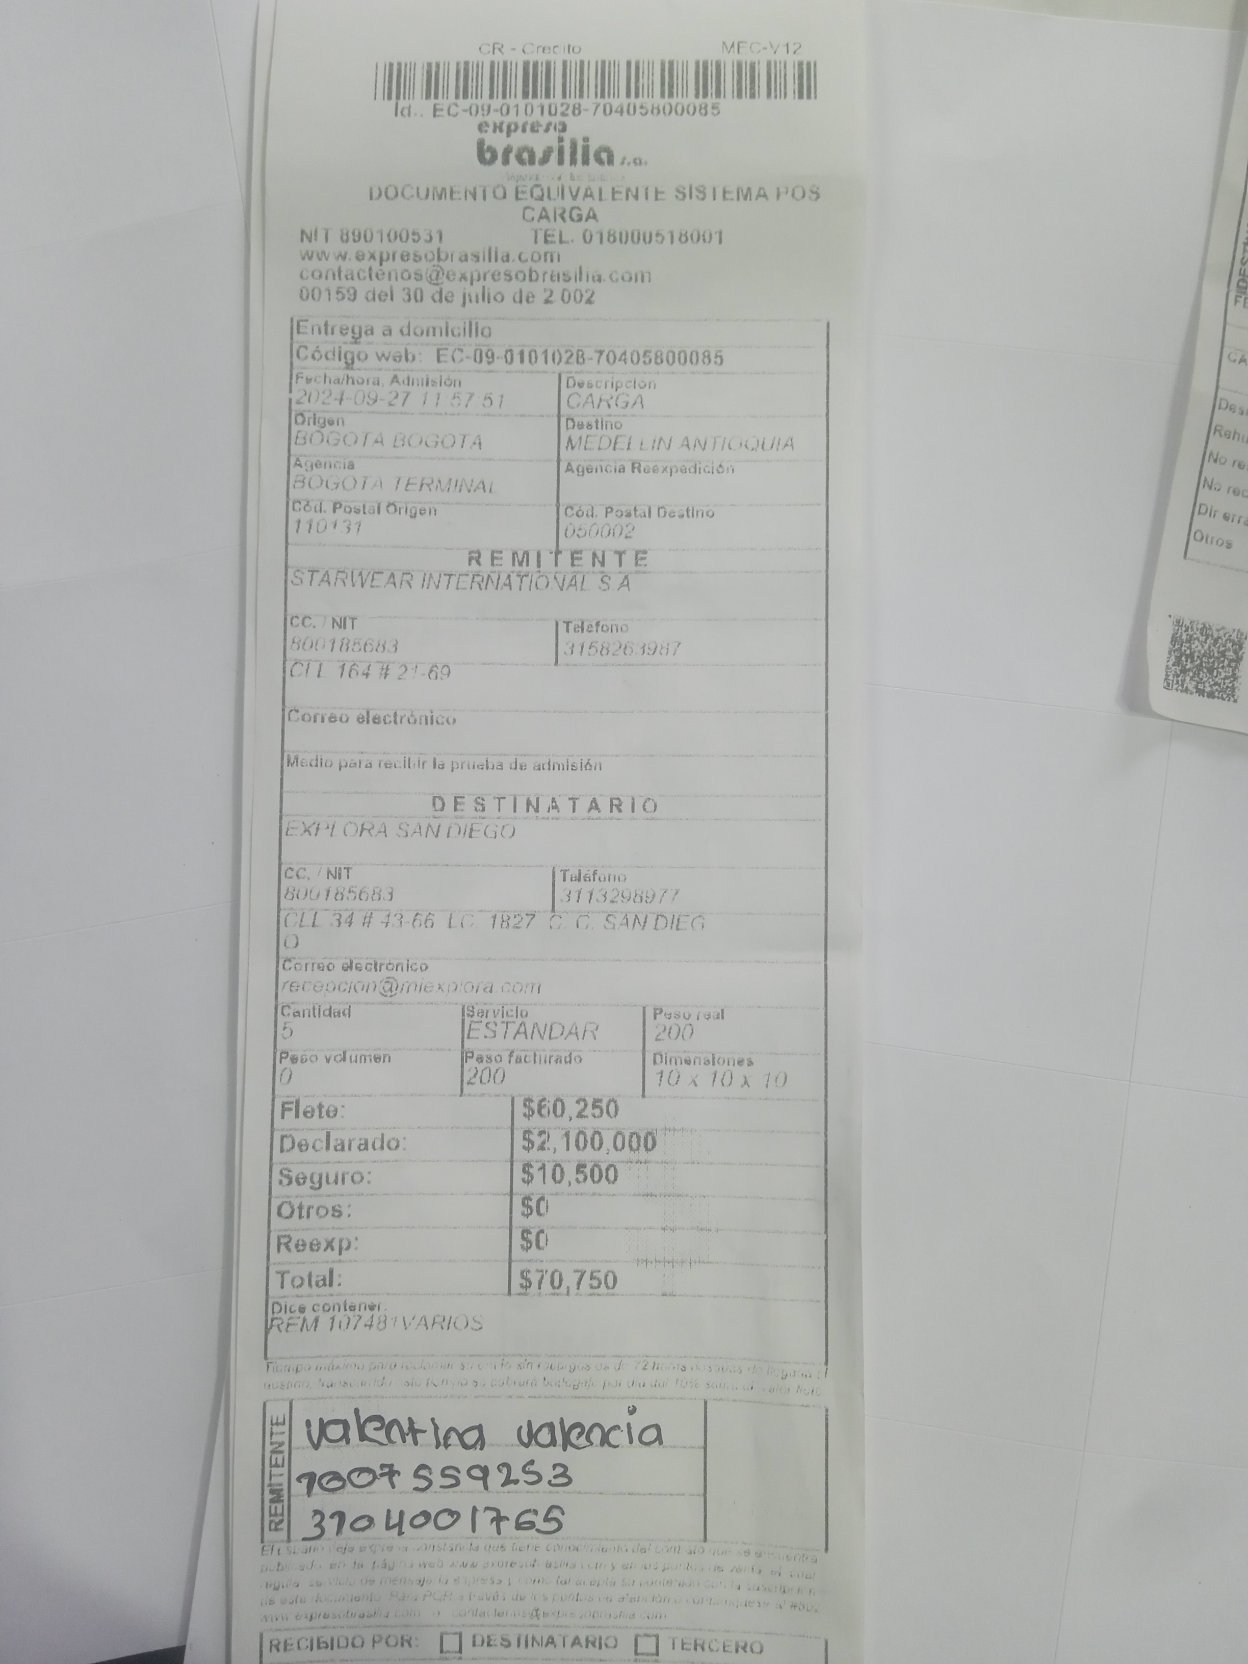 CR - Credito MEC-V12
Id.: EC-09-0101028-70405800085
expreso
brasilia s.a.
DOCUMENTO EQUIVALENTE SISTEMA POS
CARGA
NIT 890100531 TEL. 018000518001
www.expresobrasilia.com
contactenos@expresobrasilia.com
00159 del 30 de julio de 2 002
Entrega a domicilio
Código web: EC-09-0101028-70405800085
Fecha/hora, Admisión Descripcion
2024-09-27 11 57 51 CARGA
Origen Destino
BOGOTA BOGOTA MEDELLIN ANTIOQUIA
Agencia Agencia Reexpedición
BOGOTA TERMINAL
Cód. Postal Origen Cód. Postal Destino
110131 050002
REMITENTE
STARWEAR INTERNATIONAL S A
CC. / NIT Telefono
800185683 3158263987
CLL 164 # 21-69
Correo electrónico
Medio para recibir la prueba de admisión
DESTINATARIO
EXPLORA SAN DIEGO
CC. / NIT Teléfono
800185683 3113298977
CLL 34 # 43-66 LC. 1827 C. C. SAN DIEG
O
Correo electronico
recepcion@miexplora.com
Cantidad Servicio Peso real
5 ESTANDAR 200
Peso volumen Peso facturado Dimensiones
0 200 10 x 10 x 10
Flete: $60,250
Declarado: $2,100,000
Seguro: $10,500
Otros: $0
Reexp: $0
Total: $70,750
Dice contener:
REM 107481VARIOS
REMITENTE
valentina valencia
1007559253
3104001765
RECIBIDO POR: DESTINATARIO TERCERO
CA
Otros